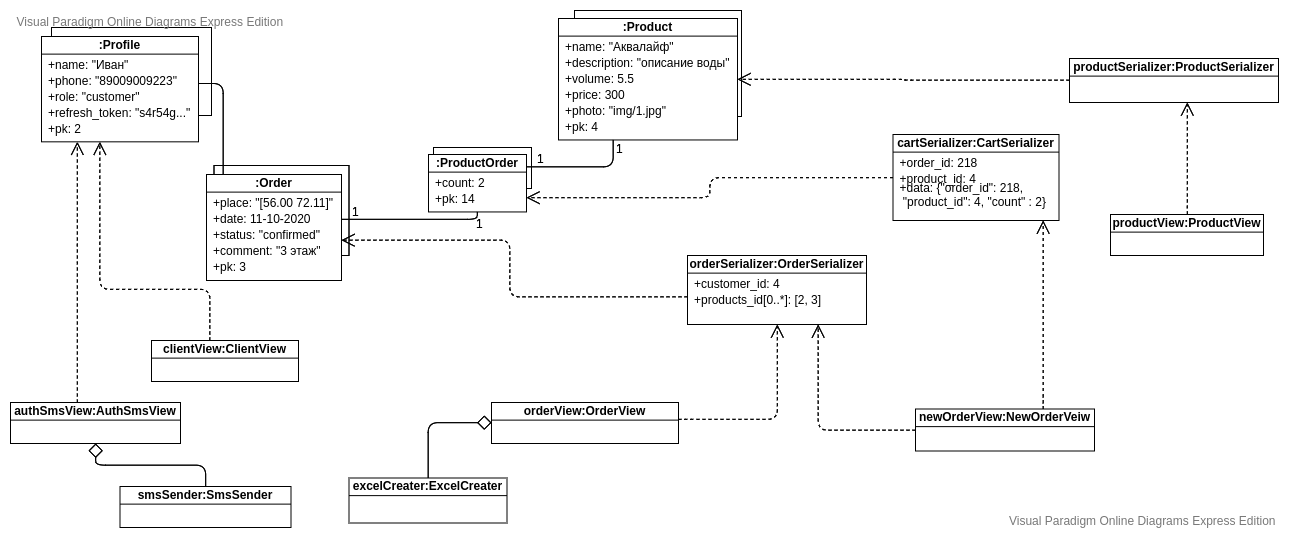 Visual Paradigm Online Diagrams Express Edition
:Profile
+name: "Иван"
+phone: "89009009223"
+role: "customer"
+refresh_token: "s4r54g..."
+pk: 2
:Product
+name: "Аквалайф"
+description: "описание воды"
+volume: 5.5
+price: 300
+photo: "img/1.jpg"
+pk: 4
productSerializer:ProductSerializer
cartSerializer:CartSerializer
+order_id: 218
+product_id: 4
+data: {"order_id": 218,
"product_id": 4, "count" : 2}
1
1
:ProductOrder
+count: 2
+pk: 14
:Order
+place: "[56.00 72.11]"
+date: 11-10-2020
+status: "confirmed"
+comment: "3 этаж"
+pk: 3
1
1
productView:ProductView
orderSerializer:OrderSerializer
+customer_id: 4
+products_id[0..*]: [2, 3]
clientView:ClientView
authSmsView:AuthSmsView
orderView:OrderView
newOrderView:NewOrderVeiw
smsSender:SmsSender
excelCreater:ExcelCreater
Visual Paradigm Online Diagrams Express Edition